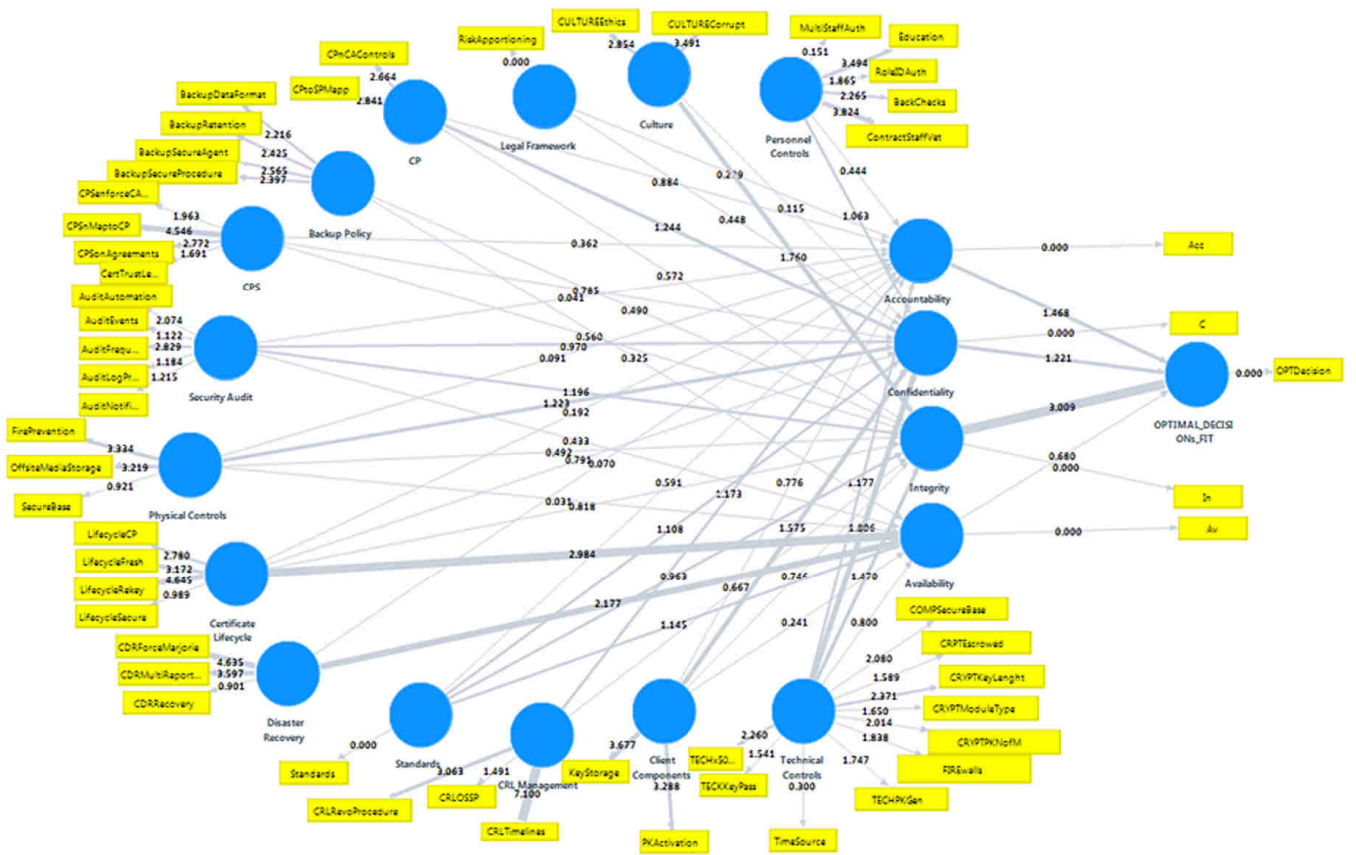 CULTUREEthics
CULTURECorrupt
MultiStaffAuth
RiskApportioning
2.854
3.491
0.151
Education
CPnCAControls
0.000
3.494
RoleIDAuth
2.664
1.865
CPtoSPMapp
2.841
2.265
BackChecks
BackupDataFormat
3.824
ContractStaffVet
BackupRetention
2.216
CP
Legal Framework
Culture
Personnel
Controls
BackupSecureAgent
2.425
2.565
BackupSecureProcedure
2.397
0.444
CPSenforceCA...
0.884
1.963
CPSnMaptoCP
4.546
Backup Policy
0.448
0.115
1.063
1.244
CPSonAgreements
2.772
1.691
0.362
Acc
0.000
CertTrustLe...
CPS
0.572
1.760
AuditAutomation
0.041
0.785
Accountability
AuditEvents
2.074
0.490
1.468
C
1.122
0.560
0.000
AuditFrequ...
2.829
0.970
0.091
0.325
1.221
AuditLogPr...
1.184
1.215
0.000
OPTDecision
AuditNotifi...
Security Audit
1.196
1.223
Confidentiality
0.192
3.009
FirePrevention
OPTIMAL_DECISI
ONs_FIT
3.334
0.433
0.492
0.680
OffsiteMediaStorage
3.219
0.791
0.070
0.000
0.921
0.591
0.776
1.177
Integrity
SecureBase
1.173
In
Physical Controls
0.031
0.818
LifecycleCP
1.108
1.575
1.806
0.000
Av
2.780
2.984
LifecycleFresh
3.172
4.645
0.963
0.746
1.470
Availability
LifecycleRekey
0.989
0.667
LifecycleSecure
2.177
COMPSecureBase
Certificate
Lifecycle
1.145
0.241
0.800
CDRForceMarjorie
CRPTEscrowed
4.635
2.080
CDRMultiReport...
3.597
1.589
CRYPTKeyLenght
0.901
2.371
CDRRecovery
1.650
CRYPTModuleType
Disaster
Recovery
2.014
1.838
CRYPTPKNofM
0.000
2.260
Standards
3.063
1.491
3.677
Client
Components
TECHx50...
1.541
Technical
Controls
1.747
FIREwalls
Standards
KeyStorage
CRL Management
7.100
3.288
TECKKeyPass
0.300
TECHPKGen
CRLRevoProcedure
CRLOSSP
CRLTimelines
PKActivation
TimeSource